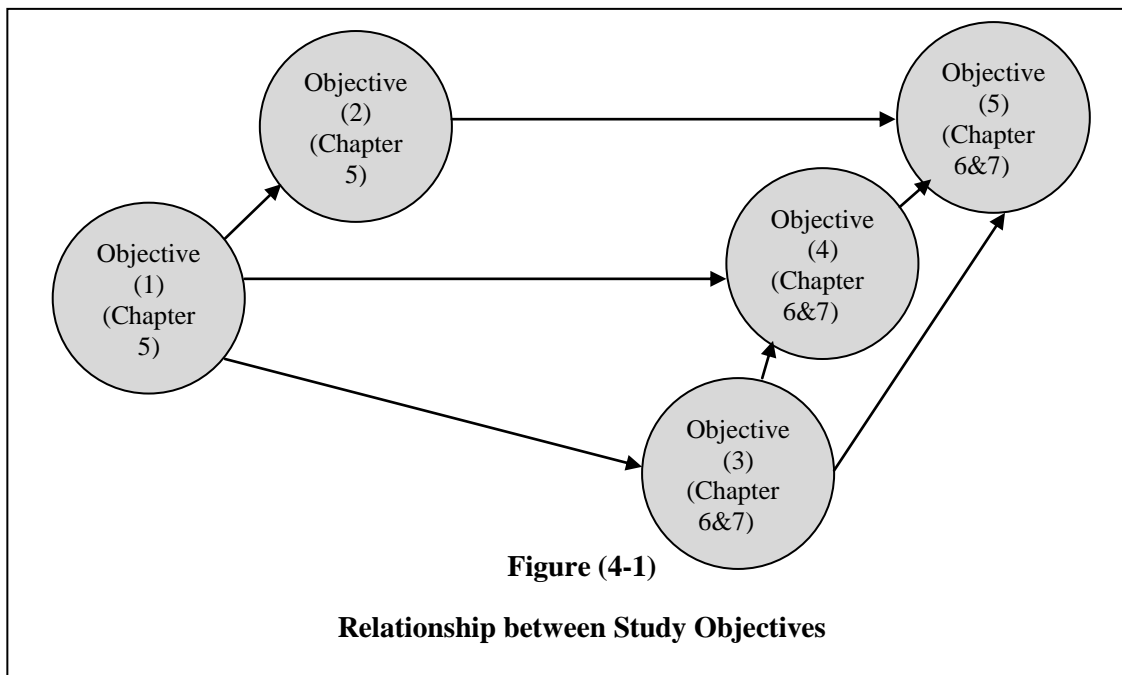 Objective
(1)
(Chapter
5)
Objective
(2)
(Chapter
5)
Objective
(5)
(Chapter
6&7)
Objective
(4)
(Chapter
6&7)
Objective
(3)
(Chapter
6&7)
Figure (4-1)
Relationship between Study Objectives